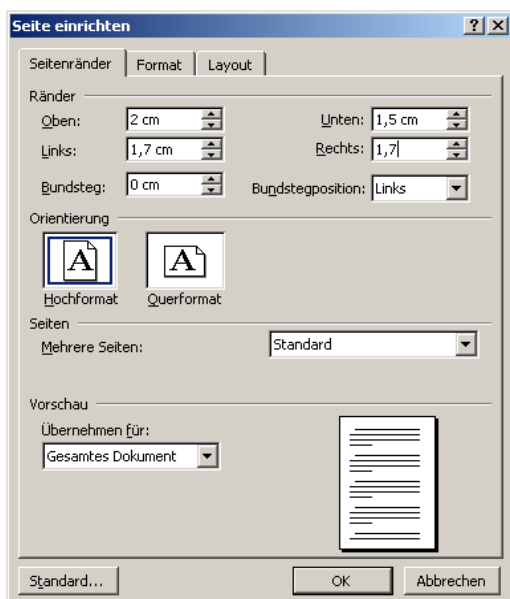 Seite einrichten
Seitenränder Format Layout
Ränder
Oben: 2 cm Unten: 1,5 cm
Links: 1,7 cm Rechts: 1,7
Bundsteg: 0 cm Bundstegposition: Links
Orientierung
A A
Hochformat Querformat
Seiten
Mehrere Seiten: Standard
Vorschau
Übernehmen für:
Gesamtes Dokument
Standard... OK Abbrechen